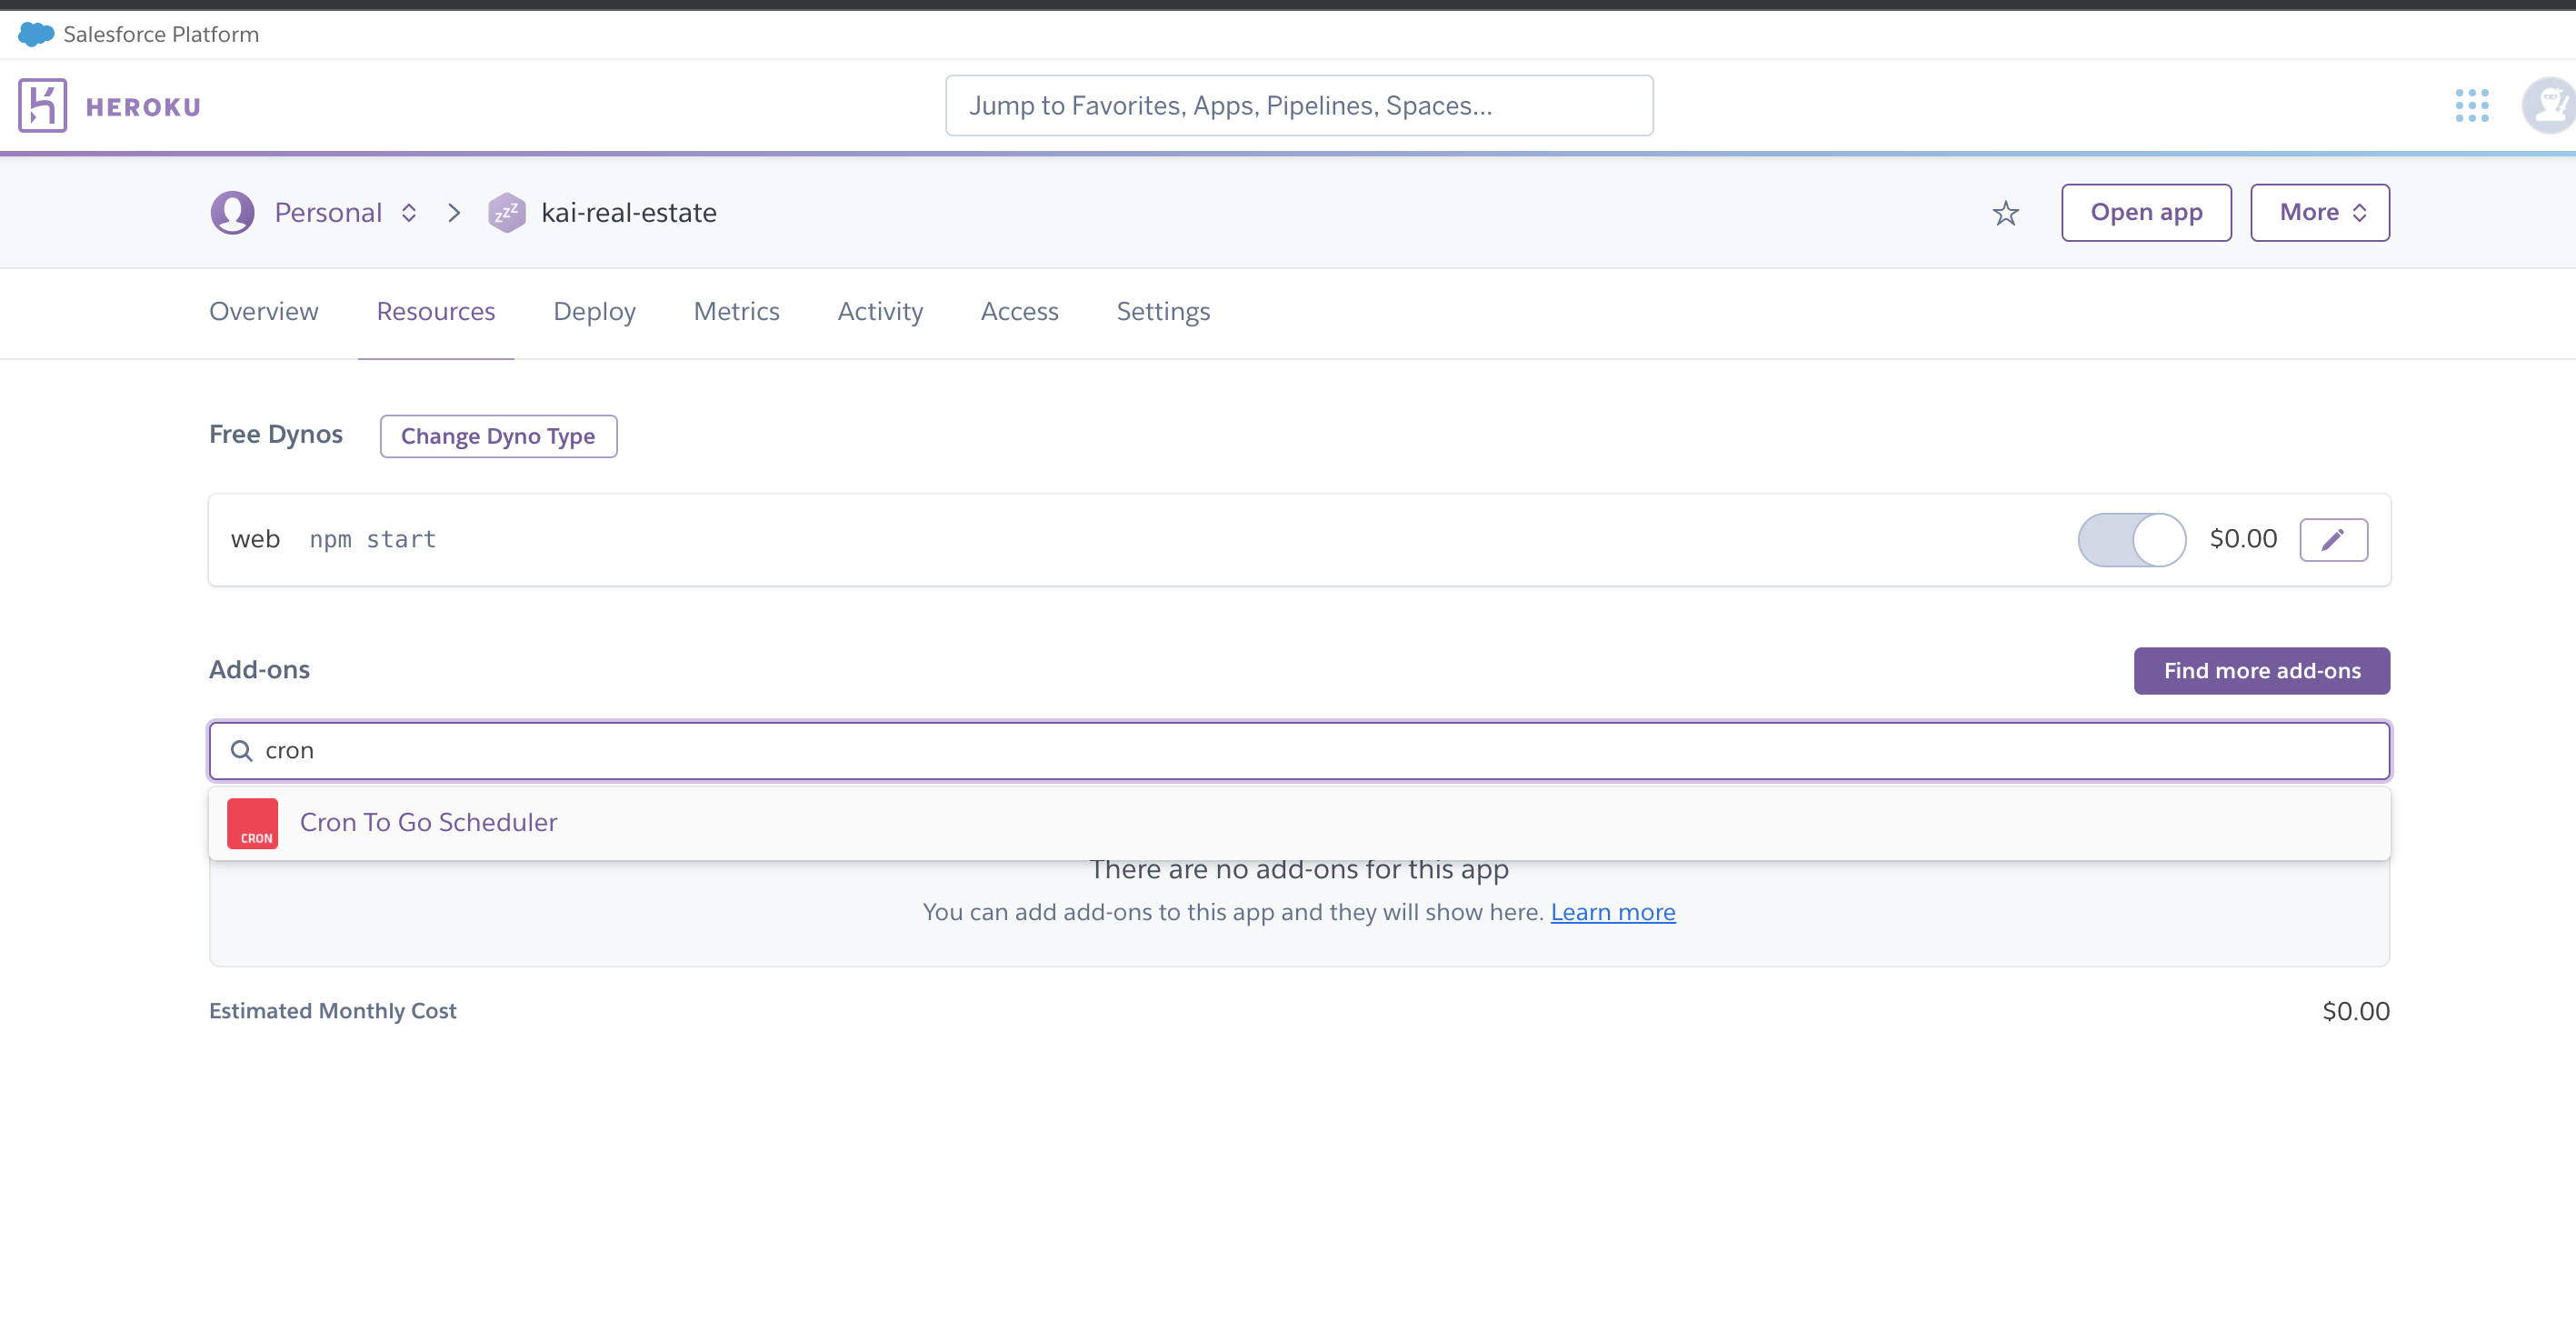 Salesforce Platform
HEROKU
Jump to Favorites, Apps, Pipelines, Spaces...
Personal
zzz
kai-real-estate
Open app
More
Overview
Resources
Deploy
Metrics
Activity
Access
Settings
Free Dynos
Change Dyno Type
web npm start
$0.00
Add-ons
Find more add-ons
cron
CRON
Cron To Go Scheduler
There are no add-ons for this app
You can add add-ons to this app and they will show here. Learn more
Estimated Monthly Cost
$0.00